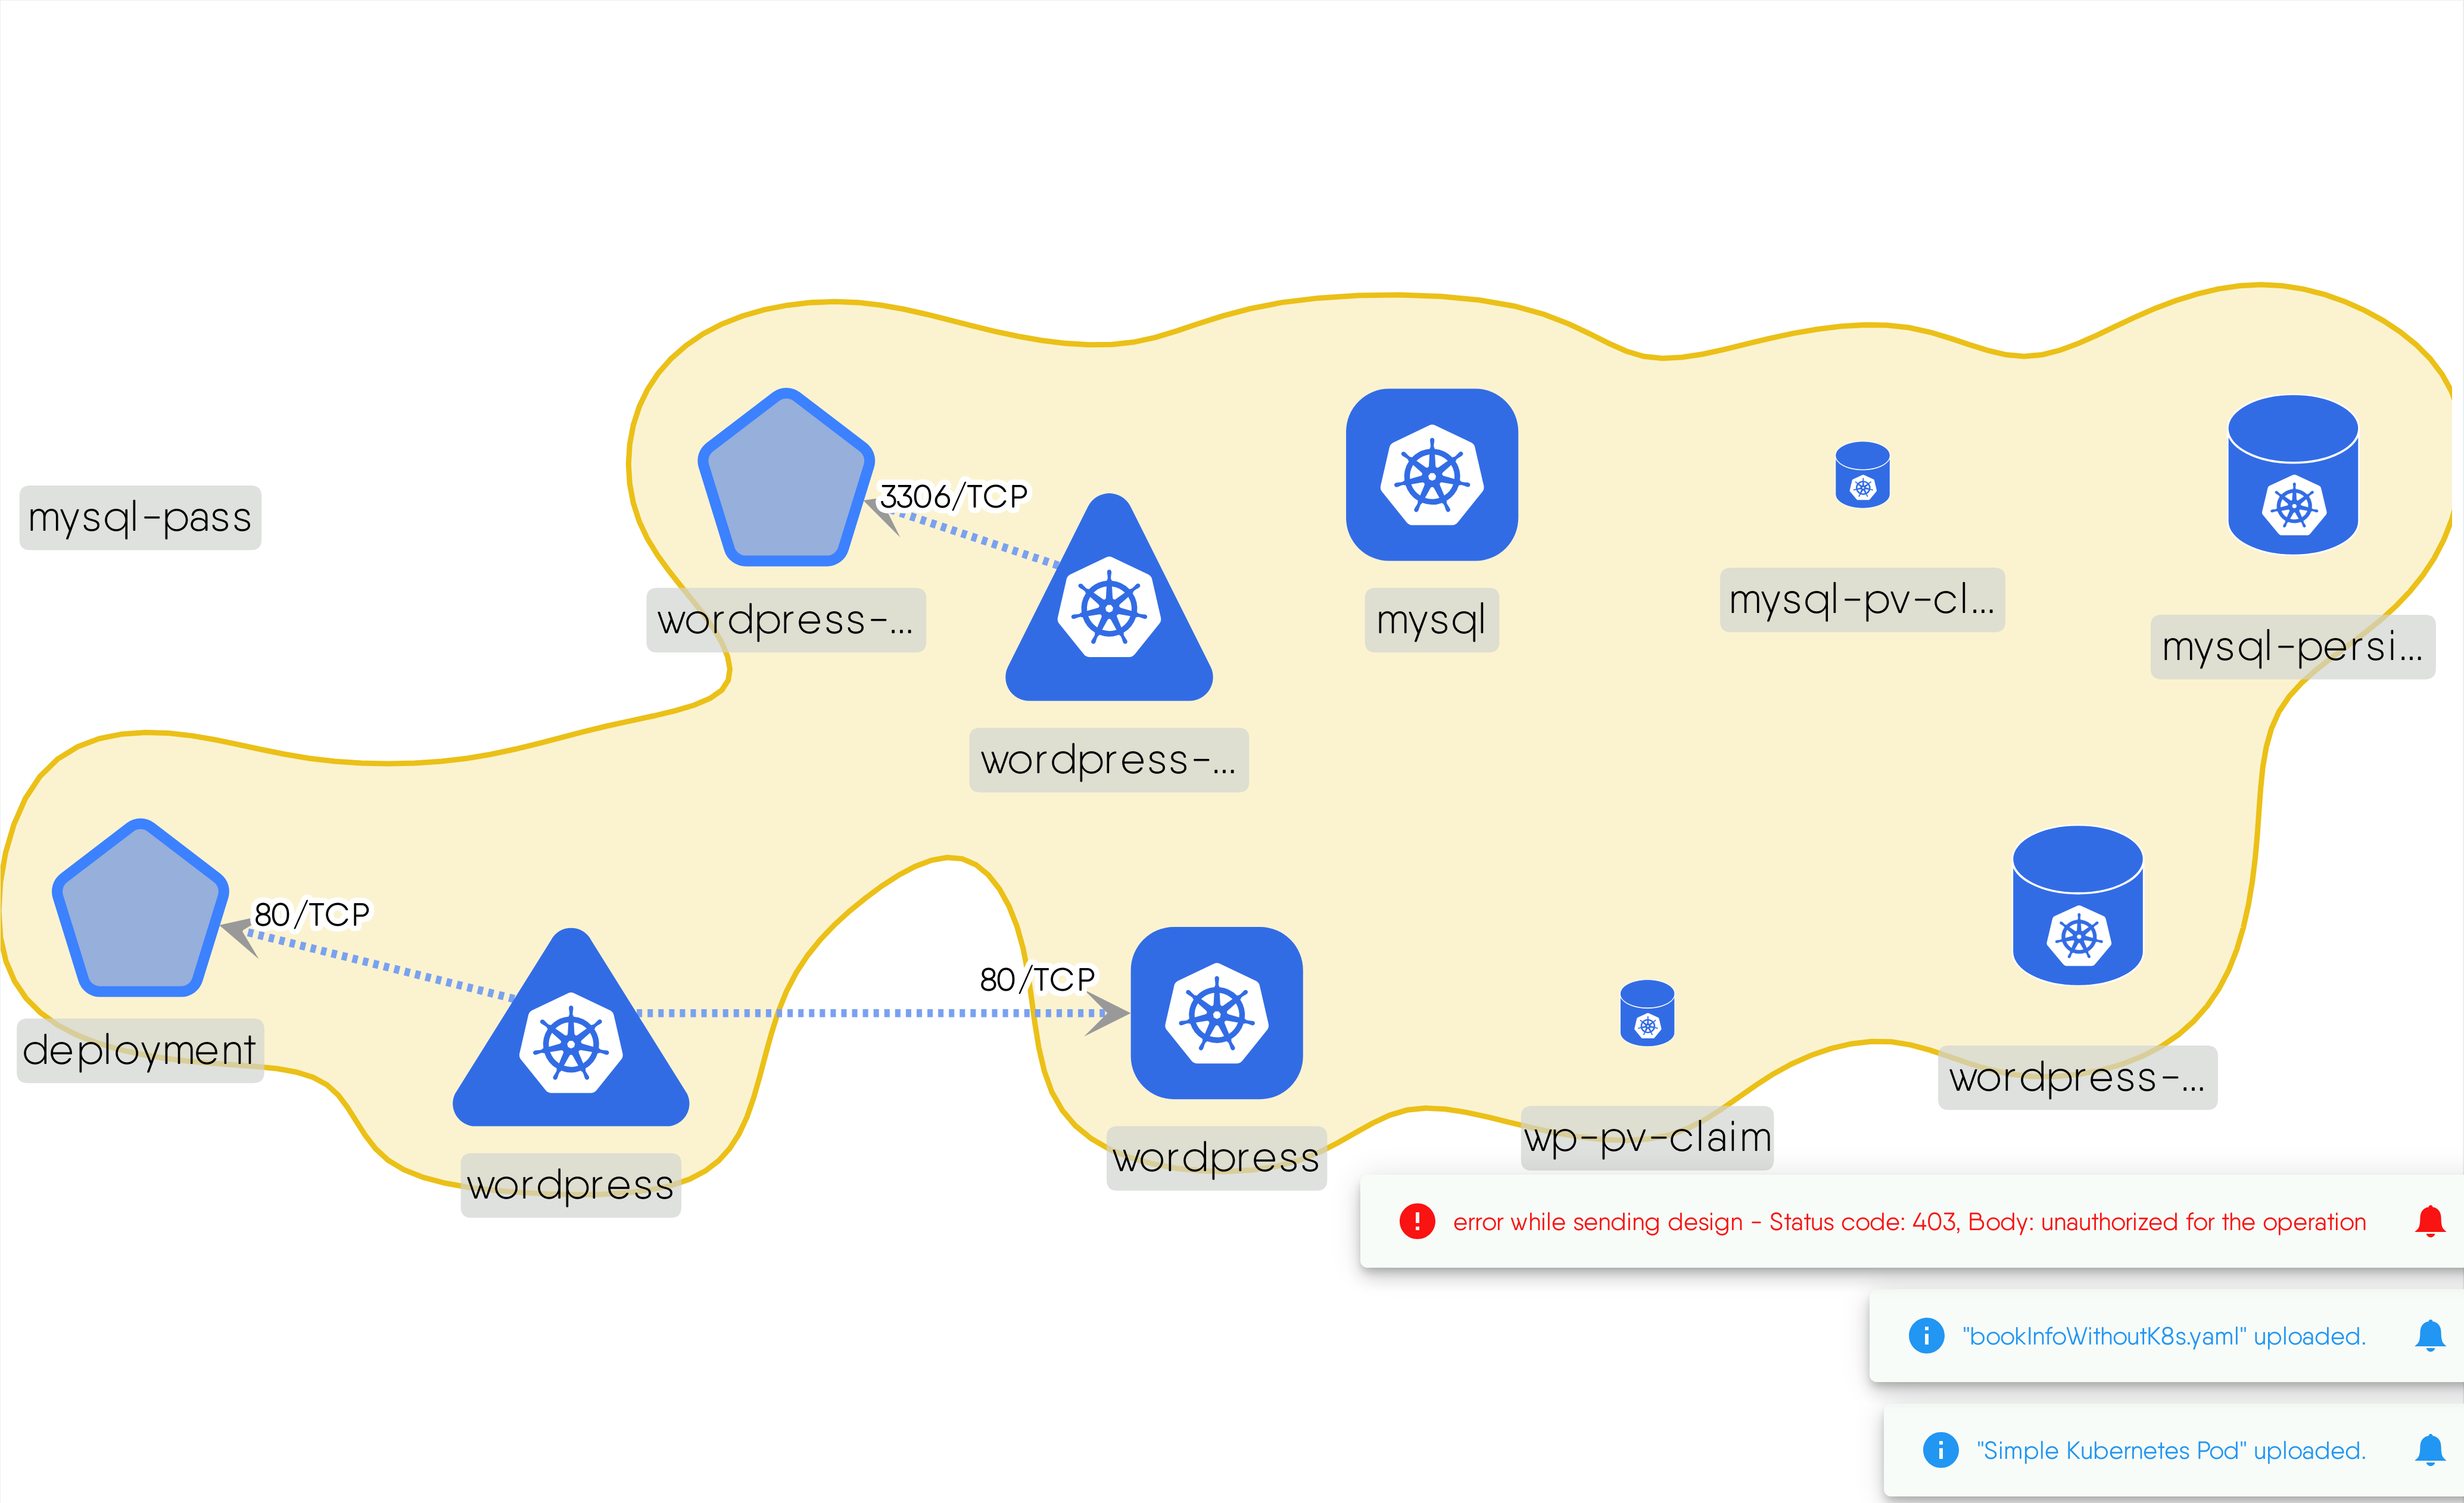 3306/TCP
mysql-pass
wordpress-...
mysql
mysql-pv-cl...
mysql-persi...
wordpress-...
80/TCP
80/TCP
deployment
wordpress-...
wp-pv-claim
wordpress
wordpress
error while sending design - Status code: 403, Body: unauthorized for the operation
"bookInfoWithoutK8s.yaml" uploaded.
"Simple Kubernetes Pod" uploaded.